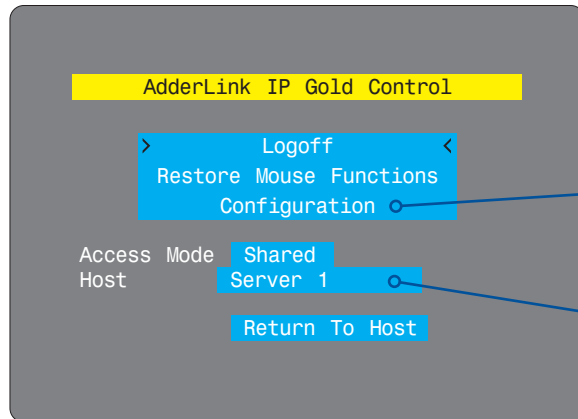 AdderLink IP Gold Control
> Logoff <
Restore Mouse Functions
Configuration
Access Mode Shared
Host Server 1
Return To Host